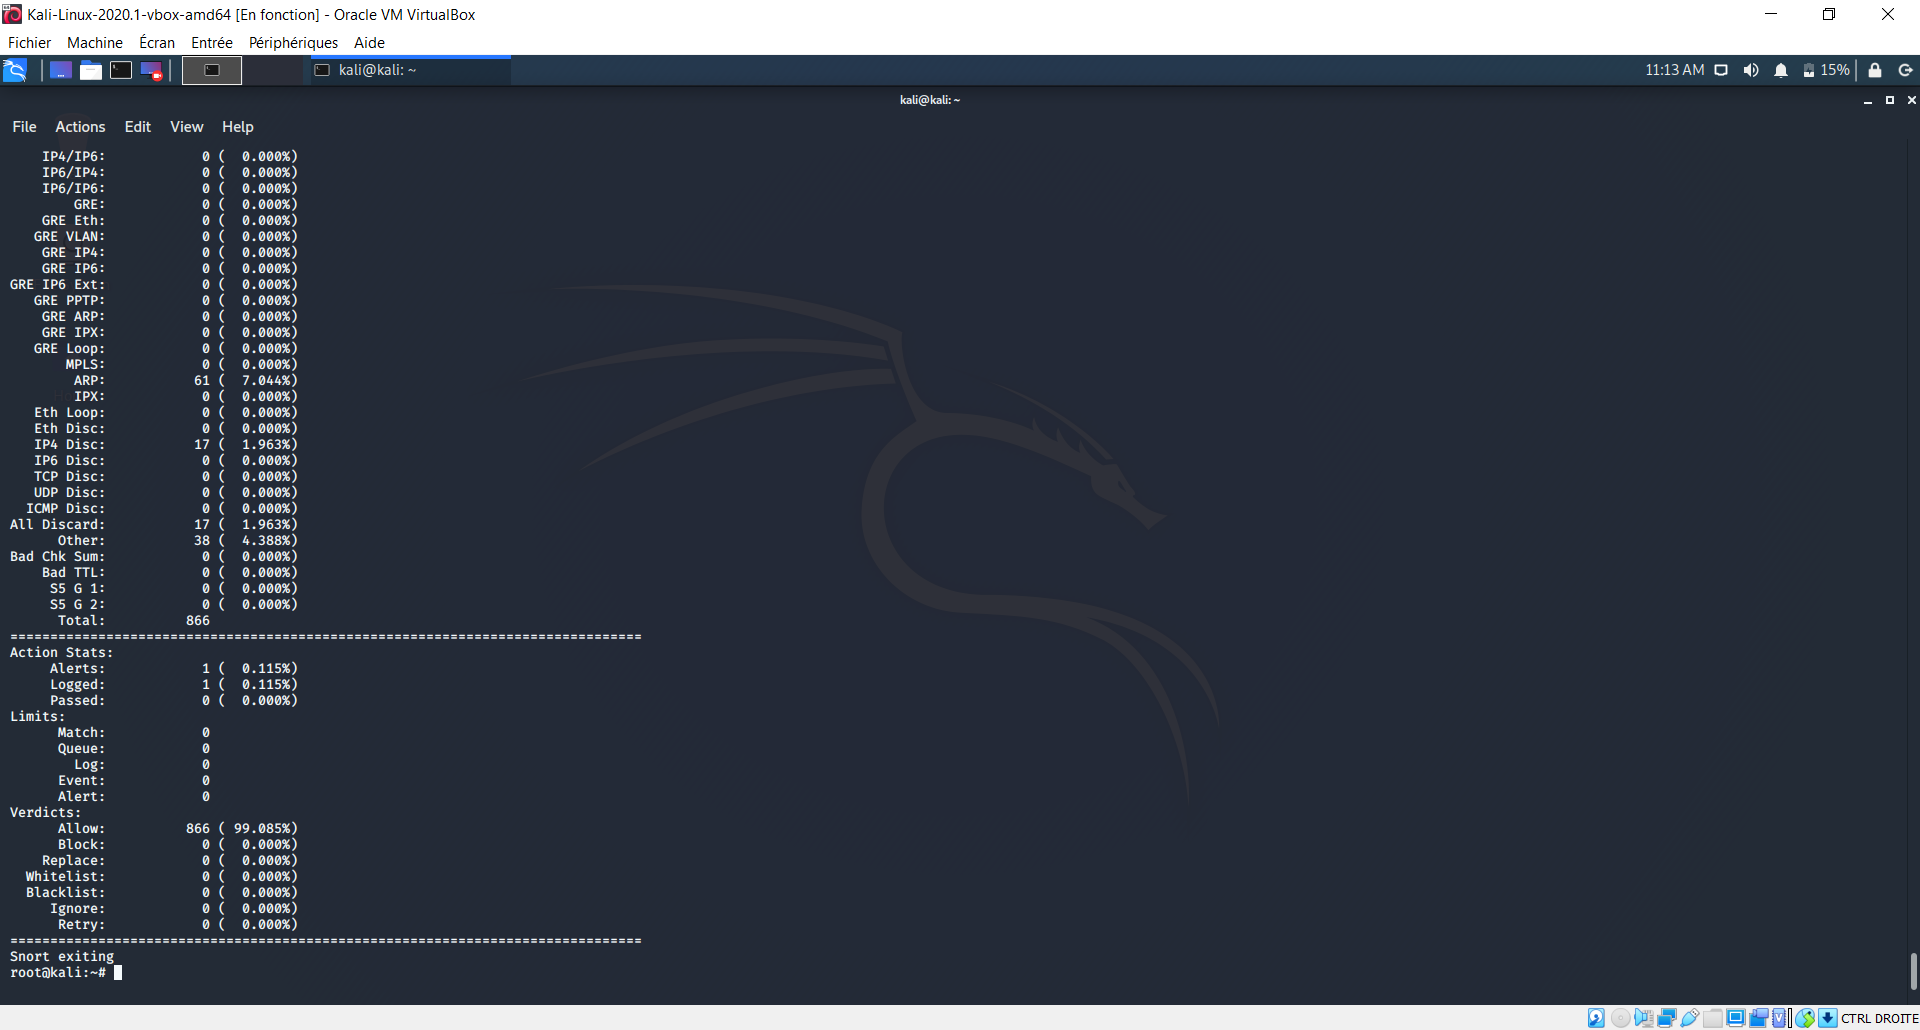 Kali-Linux-2020.1-vbox-amd64 [En fonction] - Oracle VM VirtualBox
Fichier Machine Écran Entrée Périphériques Aide
kali@kali: ~ 11:13 AM 15%
kali@kali: ~
File Actions Edit View Help
IP4/IP6: 0 ( 0.000%)
IP6/IP4: 0 ( 0.000%)
IP6/IP6: 0 ( 0.000%)
GRE: 0 ( 0.000%)
GRE Eth: 0 ( 0.000%)
GRE VLAN: 0 ( 0.000%)
GRE IP4: 0 ( 0.000%)
GRE IP6: 0 ( 0.000%)
GRE IP6 Ext: 0 ( 0.000%)
GRE PPTP: 0 ( 0.000%)
GRE ARP: 0 ( 0.000%)
GRE IPX: 0 ( 0.000%)
GRE Loop: 0 ( 0.000%)
MPLS: 0 ( 0.000%)
ARP: 61 ( 7.044%)
IPX: 0 ( 0.000%)
Eth Loop: 0 ( 0.000%)
Eth Disc: 0 ( 0.000%)
IP4 Disc: 17 ( 1.963%)
IP6 Disc: 0 ( 0.000%)
TCP Disc: 0 ( 0.000%)
UDP Disc: 0 ( 0.000%)
ICMP Disc: 0 ( 0.000%)
All Discard: 17 ( 1.963%)
Other: 38 ( 4.388%)
Bad Chk Sum: 0 ( 0.000%)
Bad TTL: 0 ( 0.000%)
S5 G 1: 0 ( 0.000%)
S5 G 2: 0 ( 0.000%)
Total: 866
===============================================================================
Action Stats:
Alerts: 1 ( 0.115%)
Logged: 1 ( 0.115%)
Passed: 0 ( 0.000%)
Limits:
Match: 0
Queue: 0
Log: 0
Event: 0
Alert: 0
Verdicts:
Allow: 866 ( 99.085%)
Block: 0 ( 0.000%)
Replace: 0 ( 0.000%)
Whitelist: 0 ( 0.000%)
Blacklist: 0 ( 0.000%)
Ignore: 0 ( 0.000%)
Retry: 0 ( 0.000%)
===============================================================================
Snort exiting
root@kali:~#
CTRL DROITE